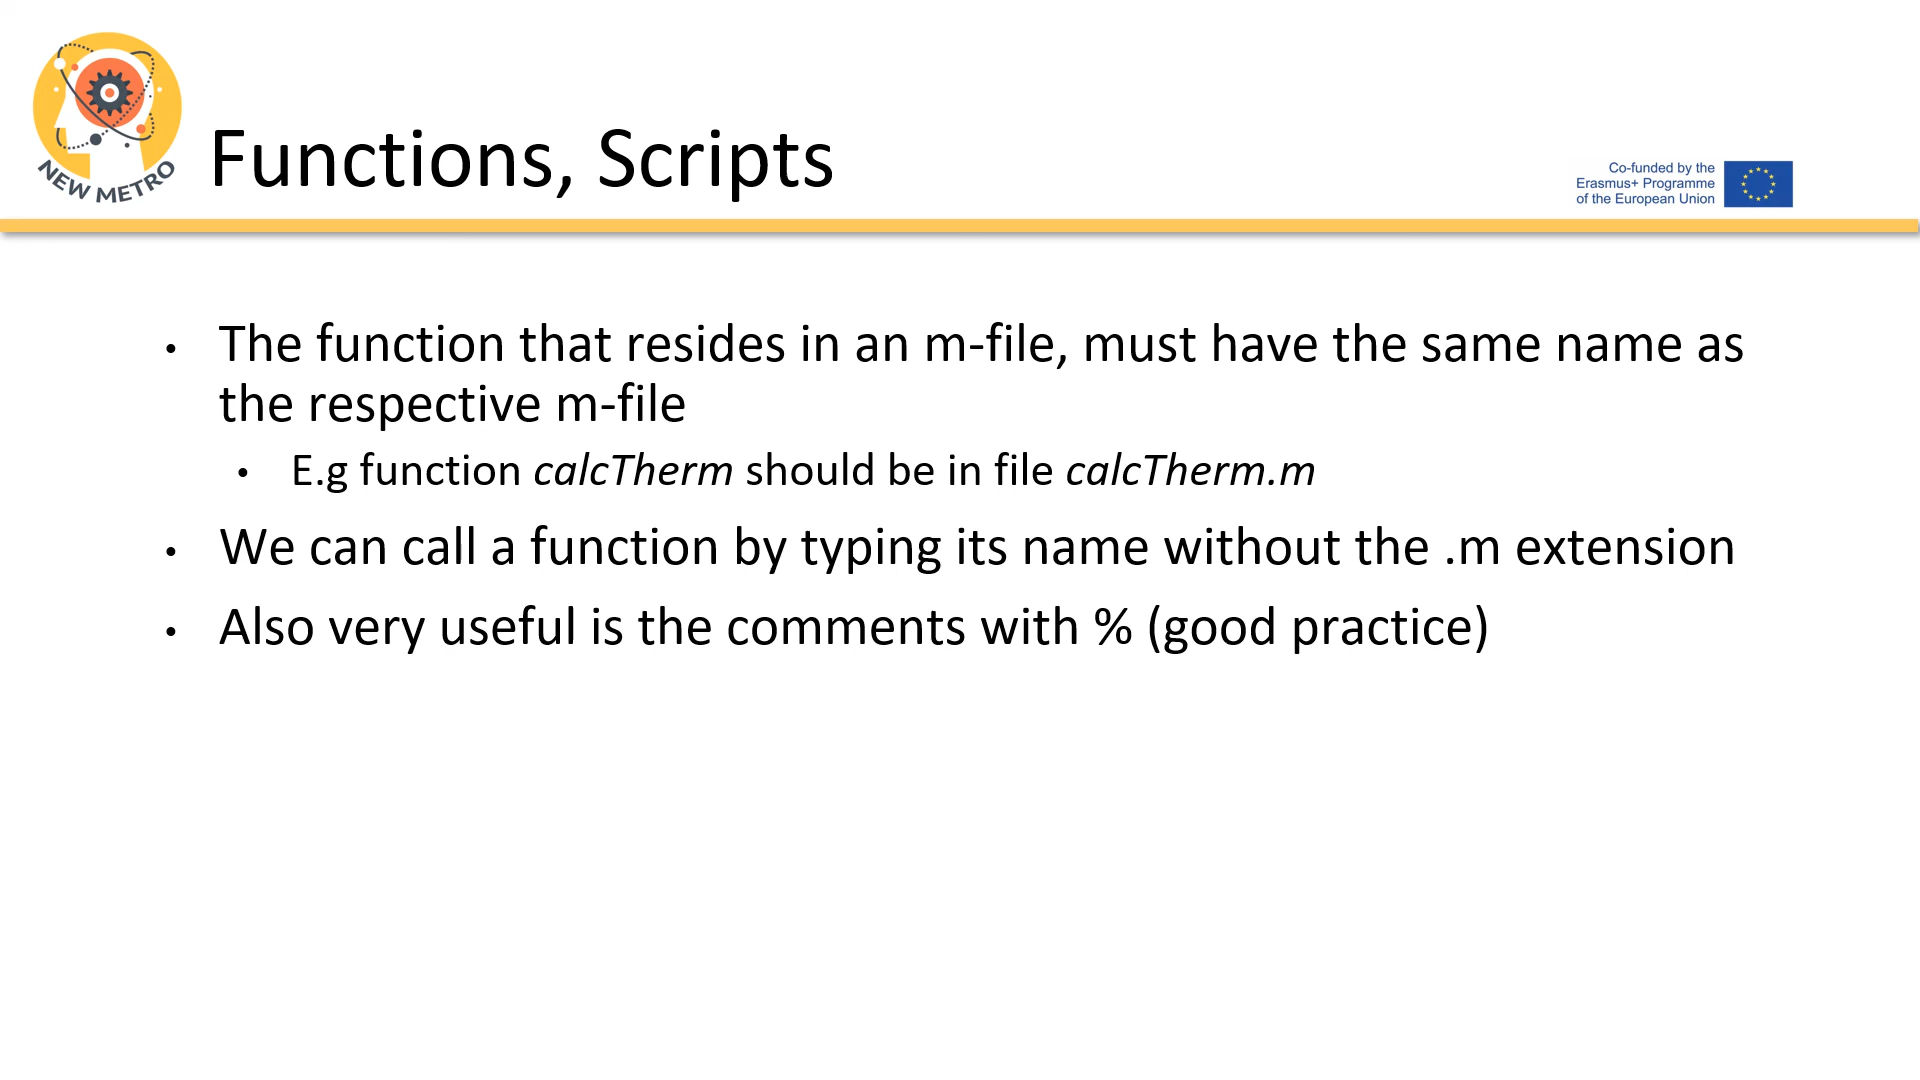 NEW METRO
Functions, Scripts
Co-funded by the
Erasmus+ Programme
of the European Union
• The function that resides in an m-file, must have the same name as
the respective m-file
• E.g function calcTherm should be in file calcTherm.m
• We can call a function by typing its name without the .m extension
• Also very useful is the comments with % (good practice)